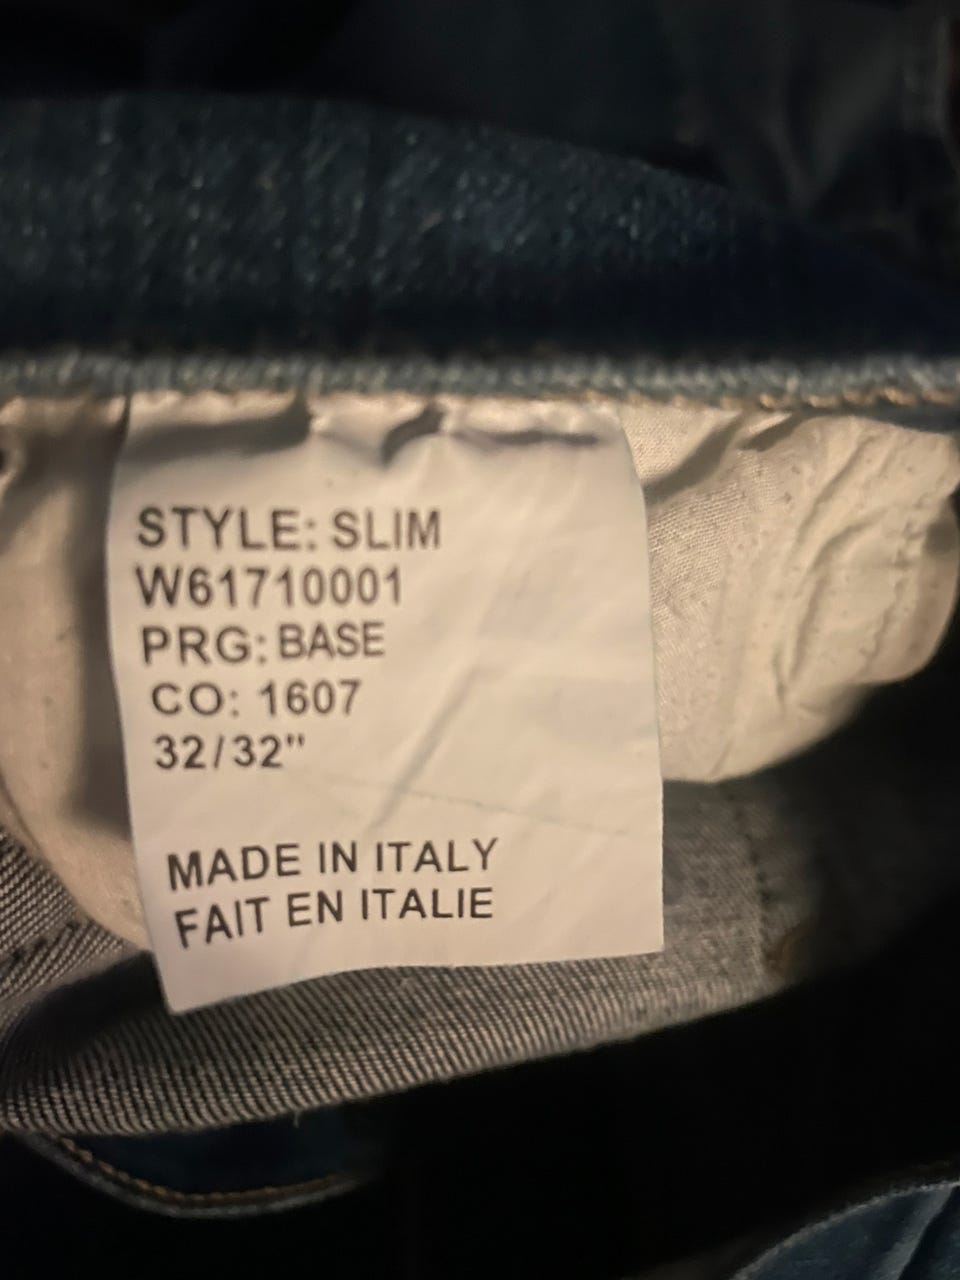 STYLE: SLIM
W61710001
PRG: BASE
CO: 1607
32/32"
MADE IN ITALY
FAIT EN ITALIE